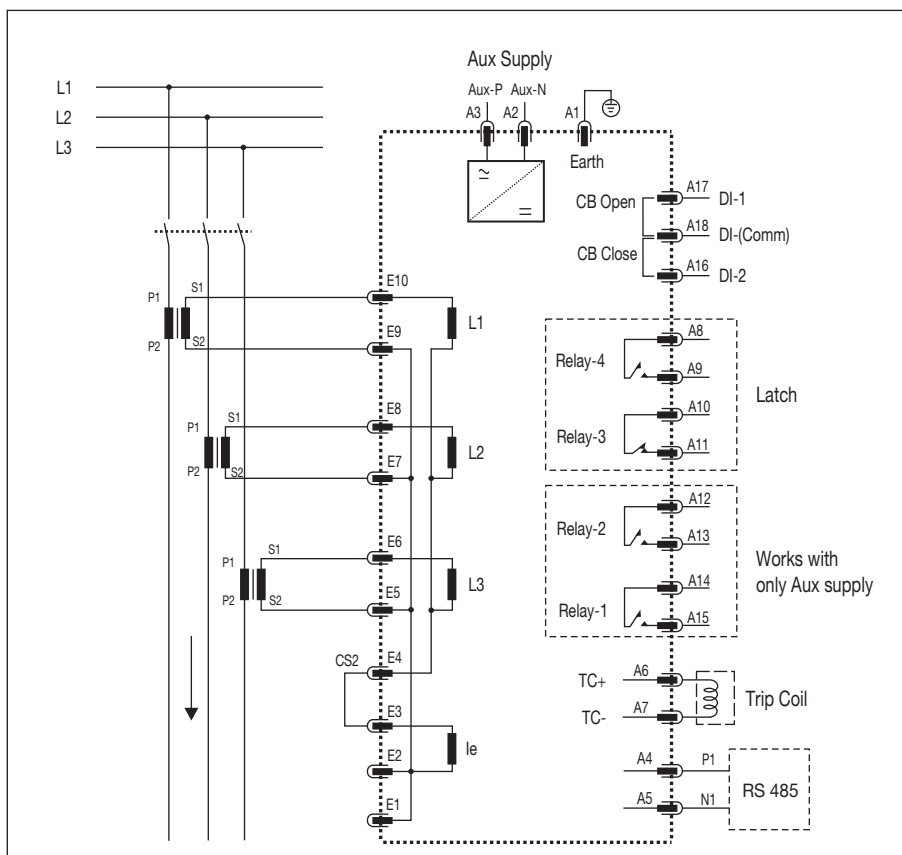 Aux Supply
Aux-P Aux-N
A3 A2 A1
Earth
L1
L2
L3
CB Open
CB Close
A17 DI-1
A18 DI-(Comm)
A16 DI-2
P1 S1
P2 S2
E10
E9
L1
P1 S1
P2 S2
E8
E7
L2
P1 S1
P2 S2
E6
E5
L3
CS2
E4
E3
E2
E1
Ie
Relay-4
A8
A9
Relay-3
A10
A11
Latch
Relay-2
A12
A13
Relay-1
A14
A15
Works with
only Aux supply
TC+ A6
TC- A7
Trip Coil
A4 P1
A5 N1
RS 485